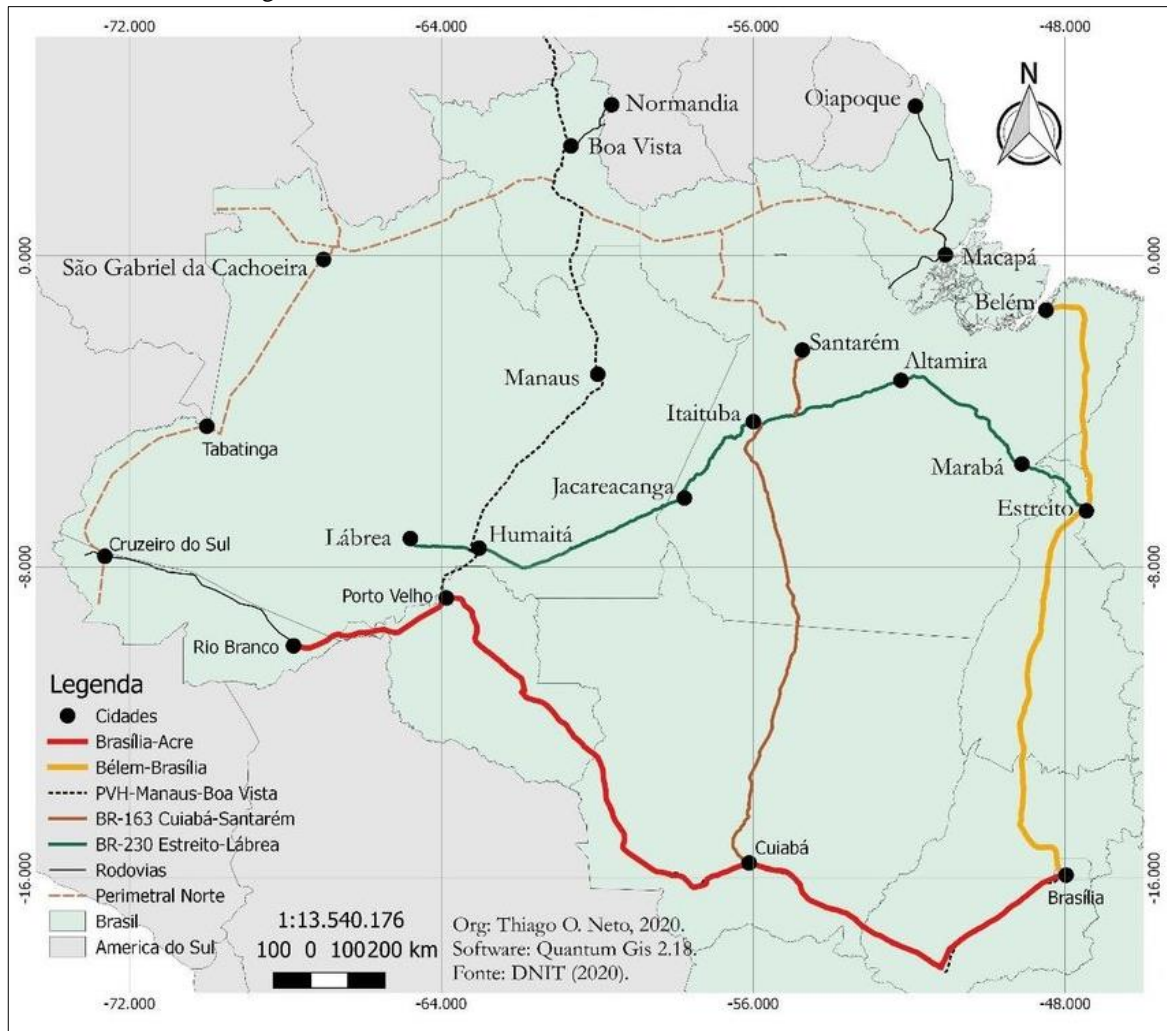 -72.000 -64.000 -56.000 -48.000
N
Normandia
Oiapoque
Boa Vista
0.000
0.000
São Gabriel da Cachoeira
Macapá
Belém
Santarém
Altamira
Manaus
Itaituba
Tabatinga
Marabá
Jacareacanga
Estreito
Lábrea
Humaitá
Cruzeiro do Sul
-8.000
-8.000
Porto Velho
Rio Branco
Legenda
Cidades
Brasília-Acre
Bélem-Brasília
PVH-Manaus-Boa Vista
BR-163 Cuiabá-Santarém
BR-230 Estreito-Lábrea
Rodovias
Perimetral Norte
Brasil
America do Sul
Cuiabá
-16.000
-16.000
Brasília
1:13.540.176
100 0 100 200 km
Org: Thiago O. Neto, 2020.
Software: Quantum Gis 2.18.
Fonte: DNIT (2020).
-72.000 -64.000 -56.000 -48.000